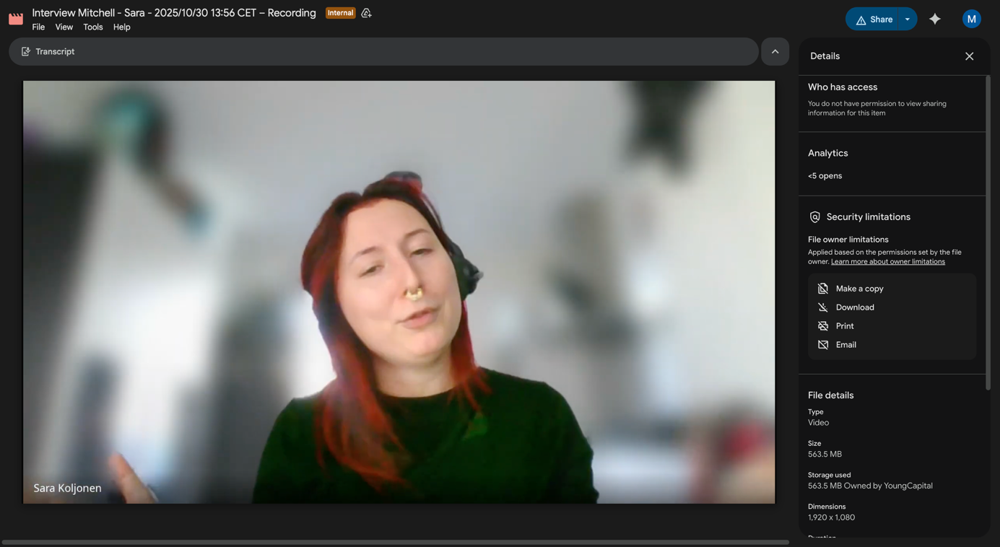 Interview Mitchell - Sara - 2025/10/30 13:56 CET – Recording
Internal
File View Tools Help
Share
M
Transcript
Sara Koljonen
Details
Who has access
You do not have permission to view sharing
information for this item
Analytics
<5 opens
Security limitations
File owner limitations
Applied based on the permissions set by the file
owner. Learn more about owner limitations
Make a copy
Download
Print
Email
File details
Type
Video
Size
563.5 MB
Storage used
563.5 MB Owned by YoungCapital
Dimensions
1,920 x 1,080